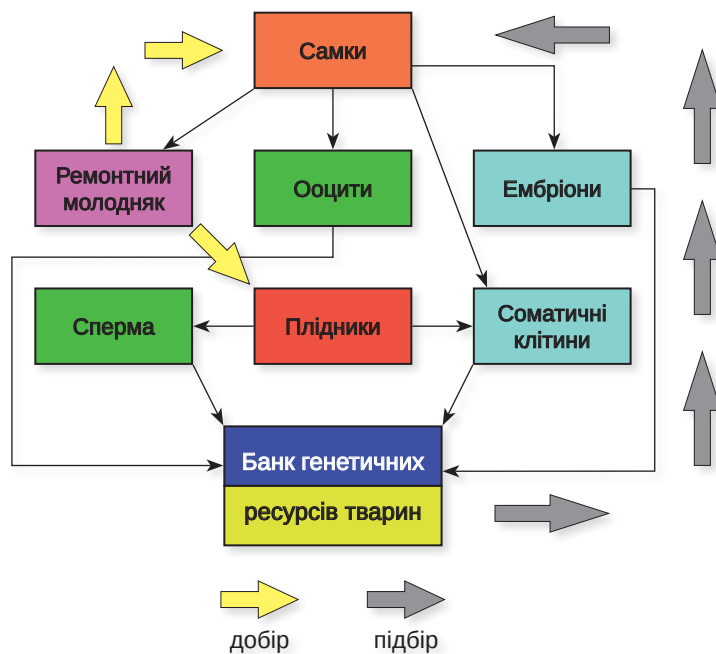 Самки
Ремонтний
молодняк
Ооцити
Ембріони
Сперма
Плідники
Соматичні
клітини
Банк генетичних
ресурсів тварин
добір
підбір